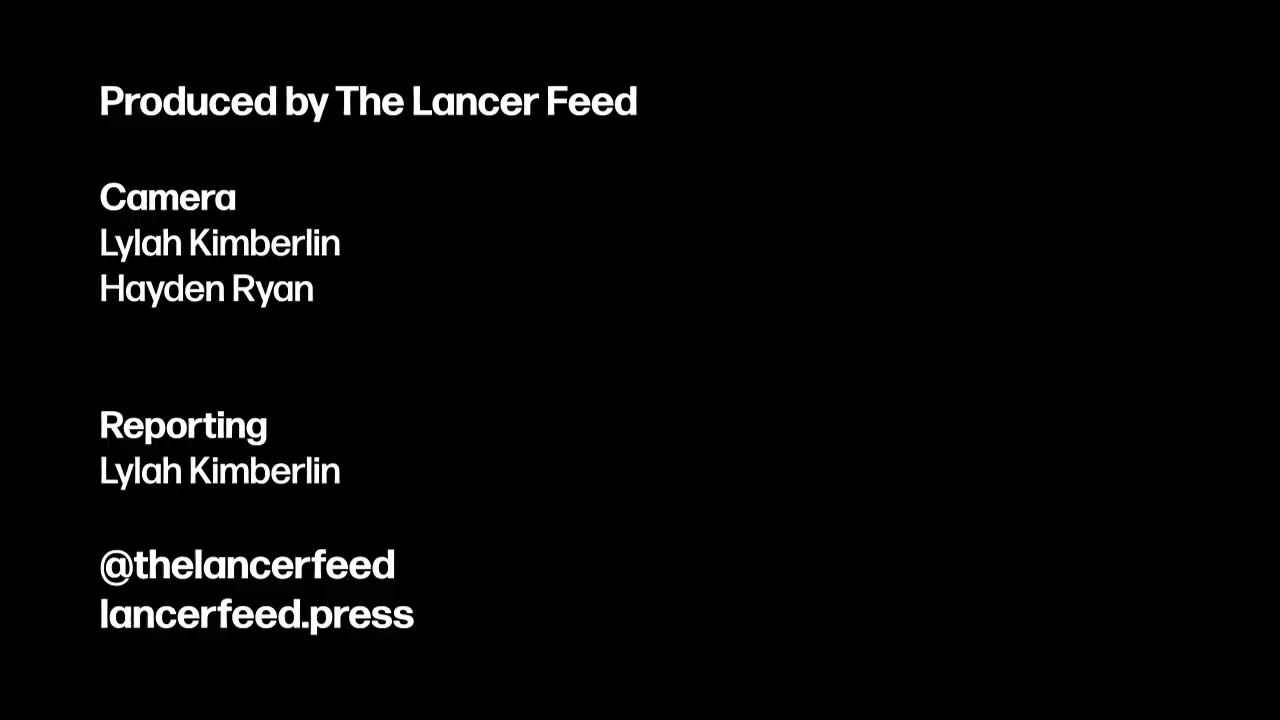 Produced by The Lancer Feed
Camera
Lylah Kimberlin
Hayden Ryan
Reporting
Lylah Kimberlin
@thelancerfeed
lancerfeed.press